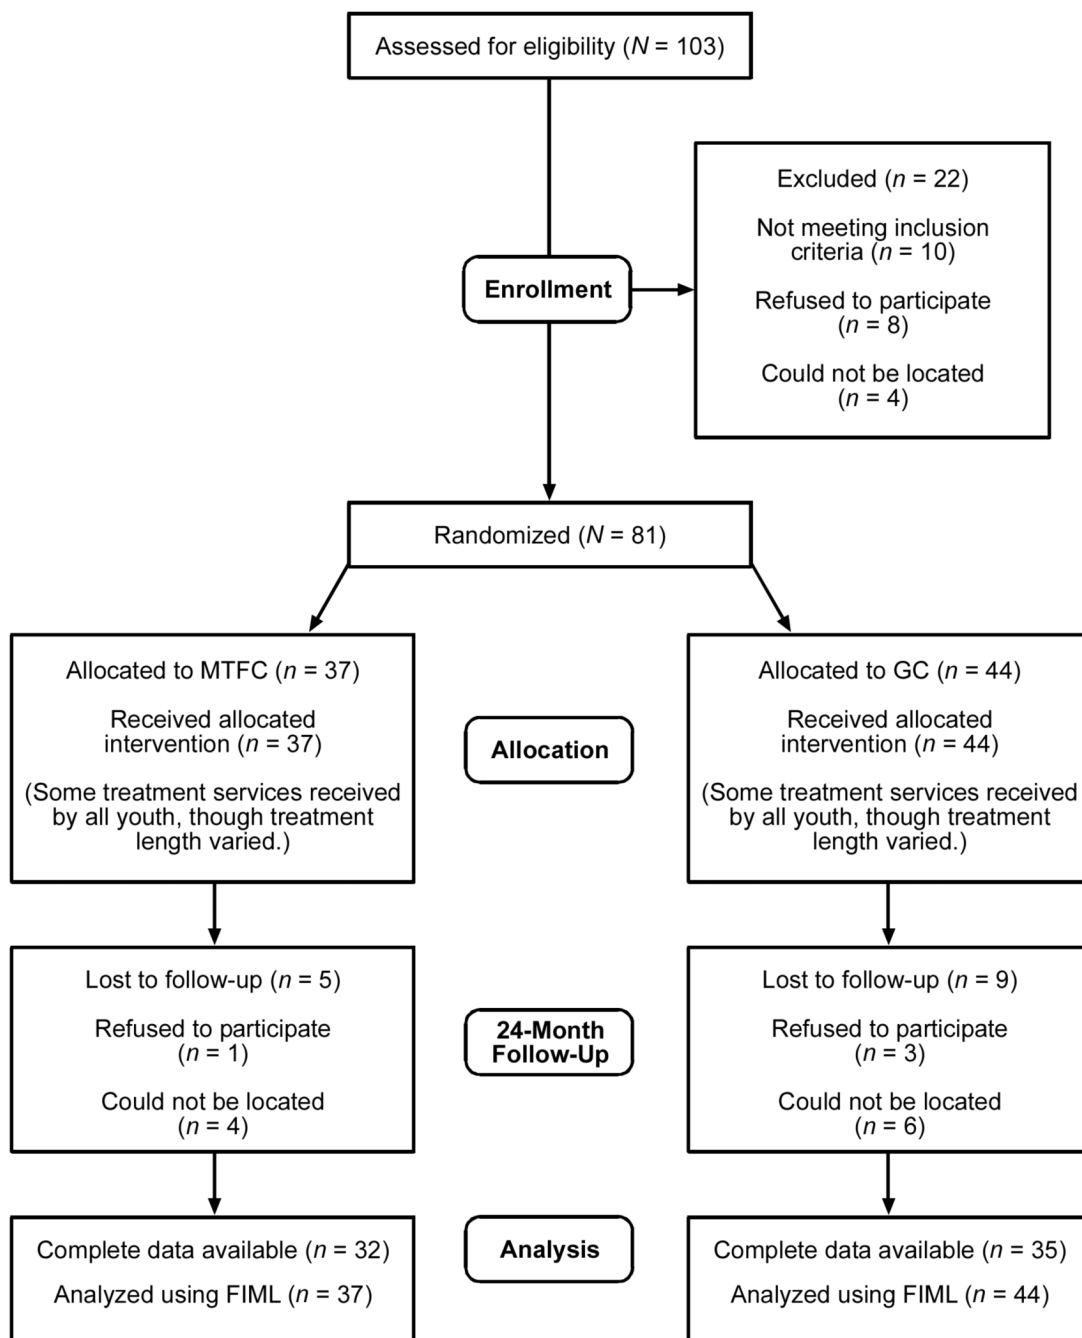 Assessed for eligibility (N = 103)
Excluded (n = 22)
Not meeting inclusion
criteria (n = 10)
Refused to participate
(n = 8)
Could not be located
(n = 4)
Enrollment
Randomized (N = 81)
Allocated to MTFC (n = 37)
Received allocated
intervention (n = 37)
(Some treatment services received
by all youth, though treatment
length varied.)
Allocation
Allocated to GC (n = 44)
Received allocated
intervention (n = 44)
(Some treatment services received
by all youth, though treatment
length varied.)
Lost to follow-up (n = 5)
Refused to participate
(n = 1)
Could not be located
(n = 4)
24-Month
Follow-Up
Lost to follow-up (n = 9)
Refused to participate
(n = 3)
Could not be located
(n = 6)
Complete data available (n = 32)
Analyzed using FIML (n = 37)
Analysis
Complete data available (n = 35)
Analyzed using FIML (n = 44)